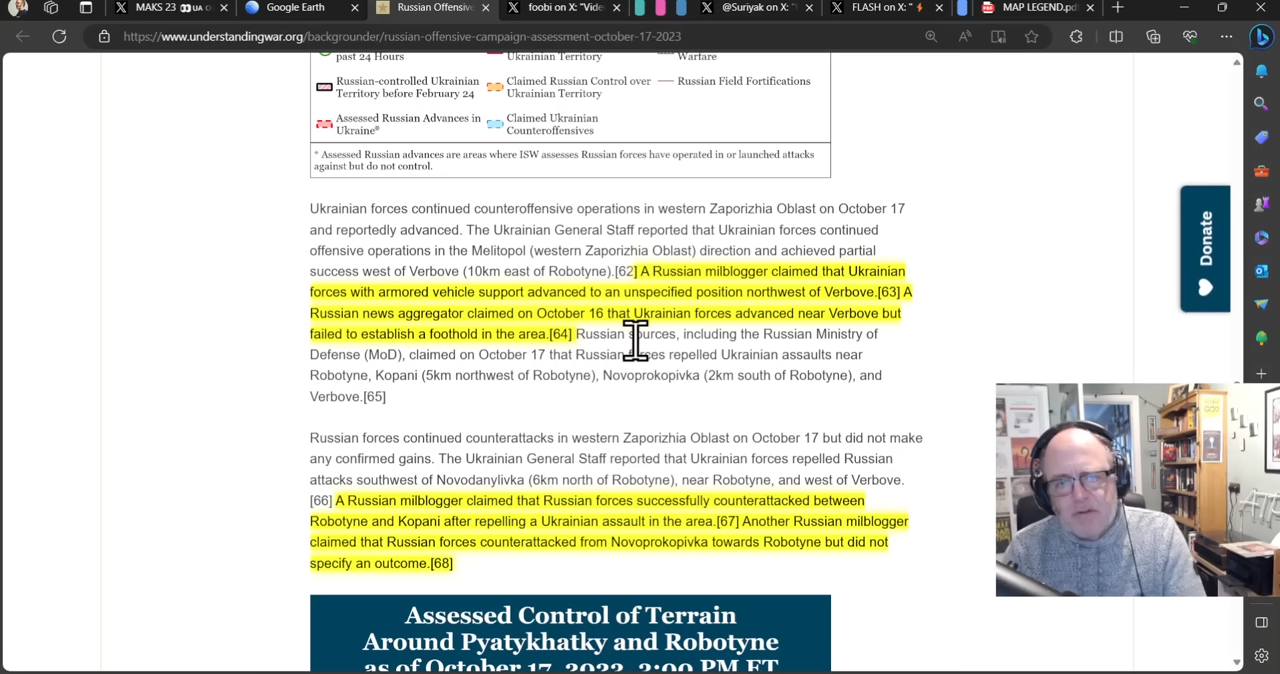 MAKS 23
UA
Google Earth
Russian Offensiv
foobi on X: "Vide
@Suriyak on X: "
FLASH on X: "
MAP LEGEND.pd
https://www.understandingwar.org/backgrounder/russian-offensive-campaign-assessment-october-17-2023
past 24 Hours
Ukrainian Territory
Warfare
Russian-controlled Ukrainian
Territory before February 24
Claimed Russian Control over
Ukrainian Territory
Russian Field Fortifications
Assessed Russian Advances in
Ukraine*
Claimed Ukrainian
Counteroffensives
* Assessed Russian advances are areas where ISW assesses Russian forces have operated in or launched attacks
against but do not control.
Ukrainian forces continued counteroffensive operations in western Zaporizhia Oblast on October 17
and reportedly advanced. The Ukrainian General Staff reported that Ukrainian forces continued
offensive operations in the Melitopol (western Zaporizhia Oblast) direction and achieved partial
success west of Verbove (10km east of Robotyne).[62] A Russian milblogger claimed that Ukrainian
forces with armored vehicle support advanced to an unspecified position northwest of Verbove.[63] A
Russian news aggregator claimed on October 16 that Ukrainian forces advanced near Verbove but
failed to establish a foothold in the area.[64] Russian sources, including the Russian Ministry of
Defense (MoD), claimed on October 17 that Russian forces repelled Ukrainian assaults near
Robotyne, Kopani (5km northwest of Robotyne), Novoprokopivka (2km south of Robotyne), and
Verbove.[65]
Russian forces continued counterattacks in western Zaporizhia Oblast on October 17 but did not make
any confirmed gains. The Ukrainian General Staff reported that Ukrainian forces repelled Russian
attacks southwest of Novodanylivka (6km north of Robotyne), near Robotyne, and west of Verbove.
[66] A Russian milblogger claimed that Russian forces successfully counterattacked between
Robotyne and Kopani after repelling a Ukrainian assault in the area.[67] Another Russian milblogger
claimed that Russian forces counterattacked from Novoprokopivka towards Robotyne but did not
specify an outcome.[68]
Assessed Control of Terrain
Around Pyatykhatky and Robotyne
as of October 17, 2023, 3:00 PM ET
Donate